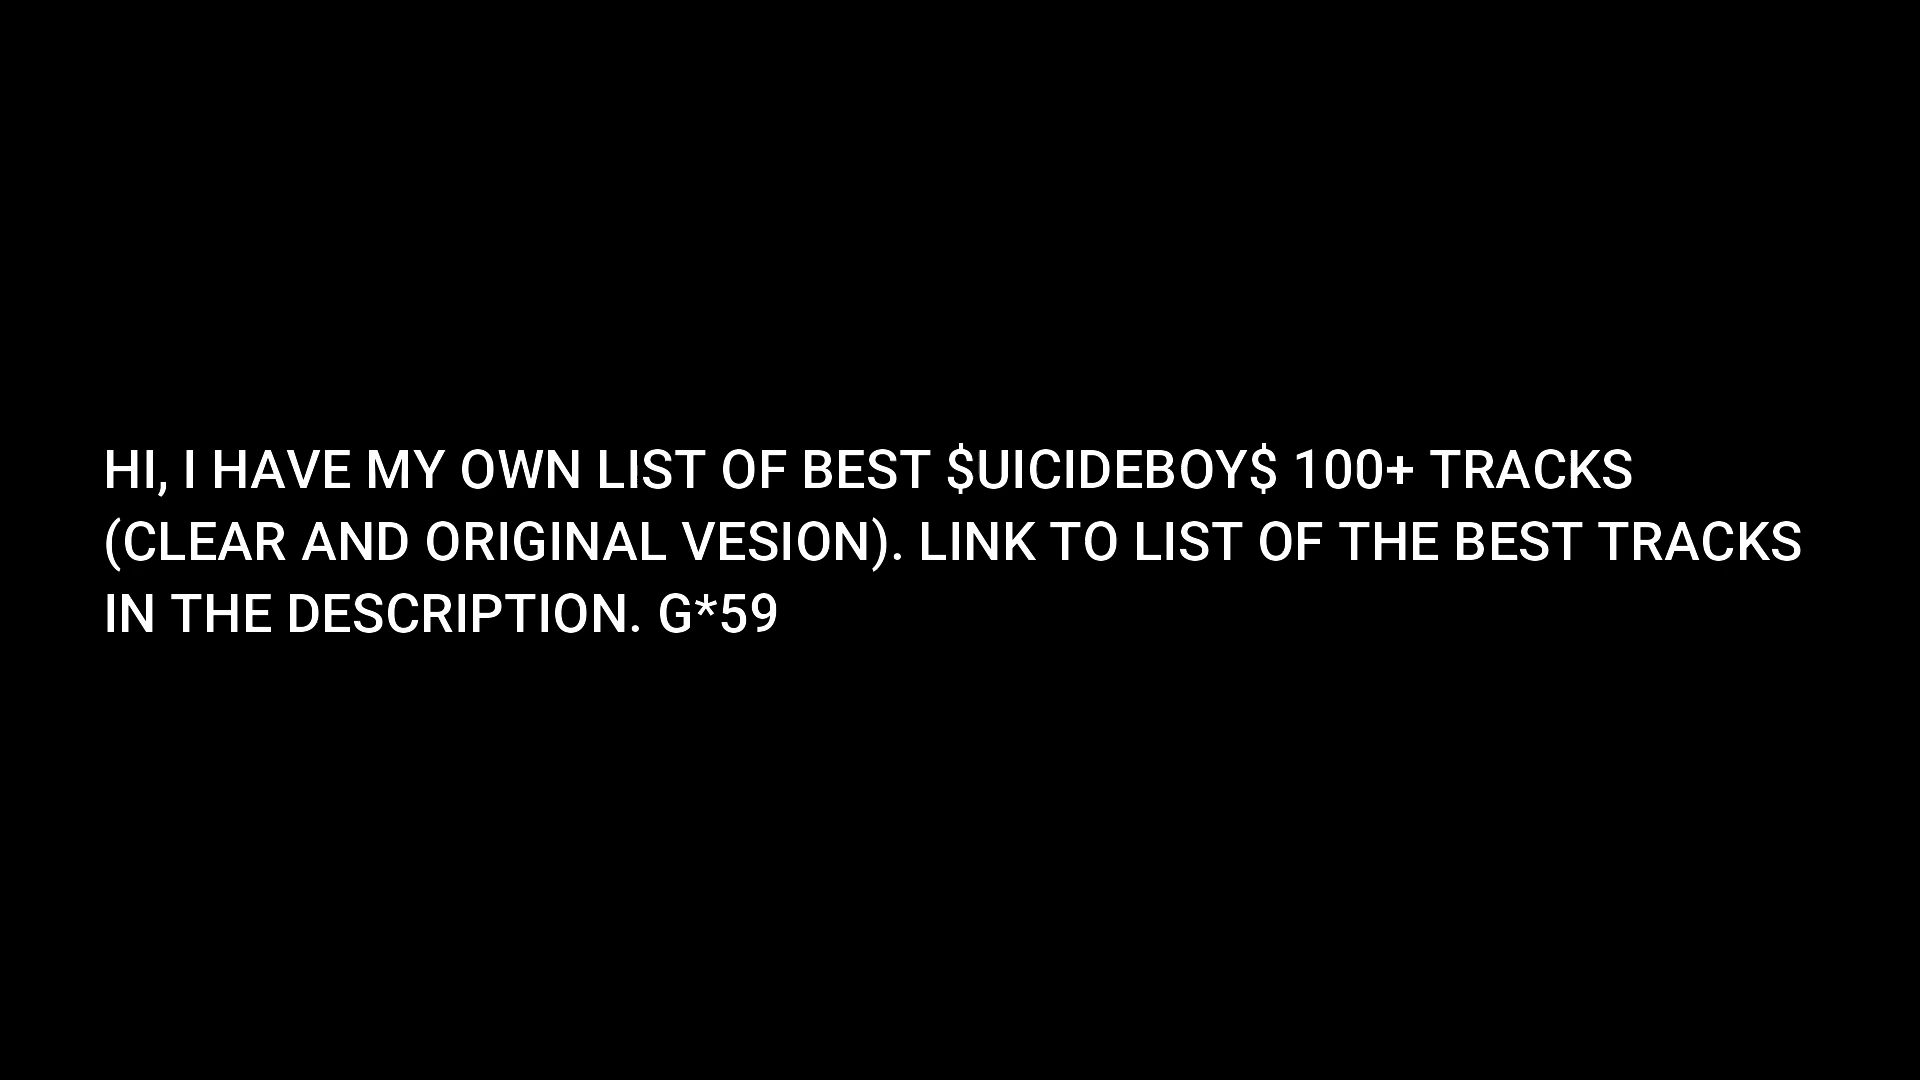 HI, I HAVE MY OWN LIST OF BEST $UICIDEBOY$ 100+ TRACKS
(CLEAR AND ORIGINAL VESION). LINK TO LIST OF THE BEST TRACKS
IN THE DESCRIPTION. G*59